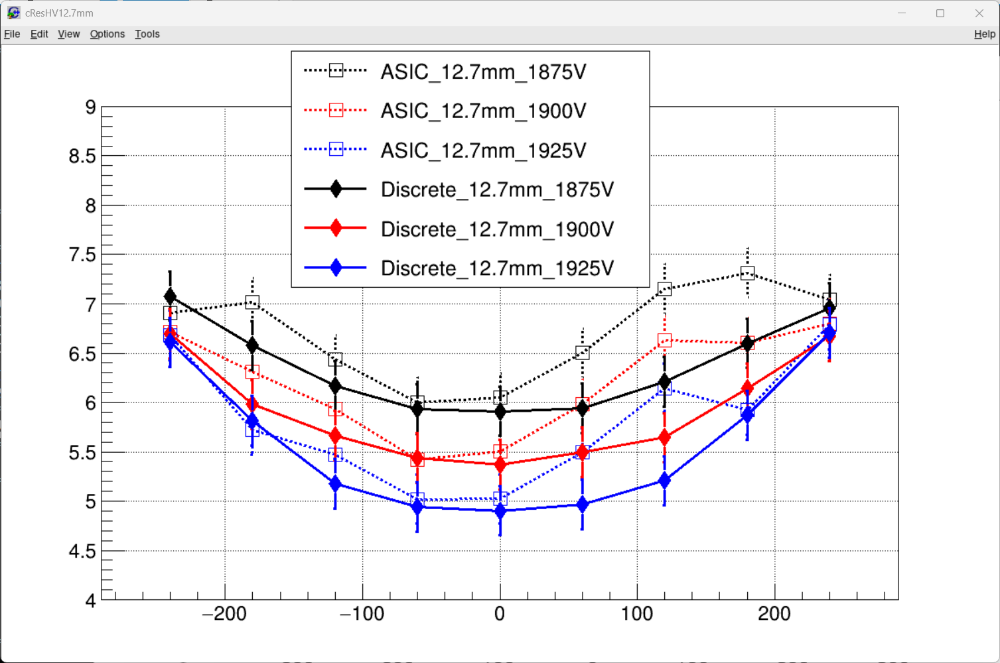 cResHV12.7mm
File Edit View Options Tools Help
ASIC_12.7mm_1875V
ASIC_12.7mm_1900V
ASIC_12.7mm_1925V
Discrete_12.7mm_1875V
Discrete_12.7mm_1900V
Discrete_12.7mm_1925V
9
8.5
8
7.5
7
6.5
6
5.5
5
4.5
4
−200 −100 0 100 200